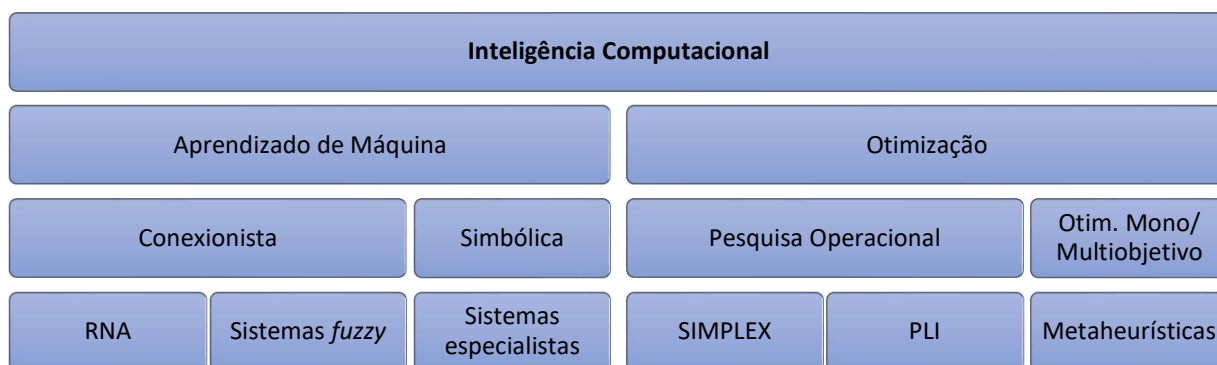 Inteligência Computacional
Aprendizado de Máquina
Otimização
Conexionista
Simbólica
Pesquisa Operacional
Otim. Mono/
Multiobjetivo
RNA
Sistemas fuzzy
Sistemas
especialistas
SIMPLEX
PLI
Metaheurísticas